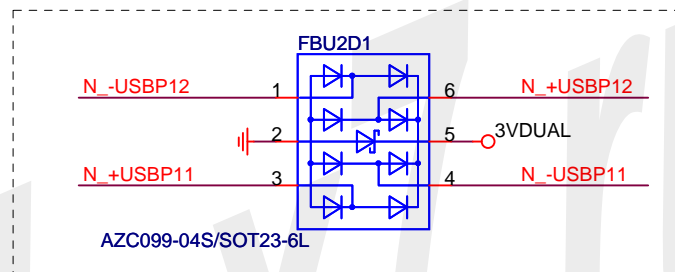 FBU2D1
N_-USBP12
1
6
N_+USBP12
2
5
3VDUAL
N_+USBP11
3
4
N_-USBP11
AZC099-04S/SOT23-6L